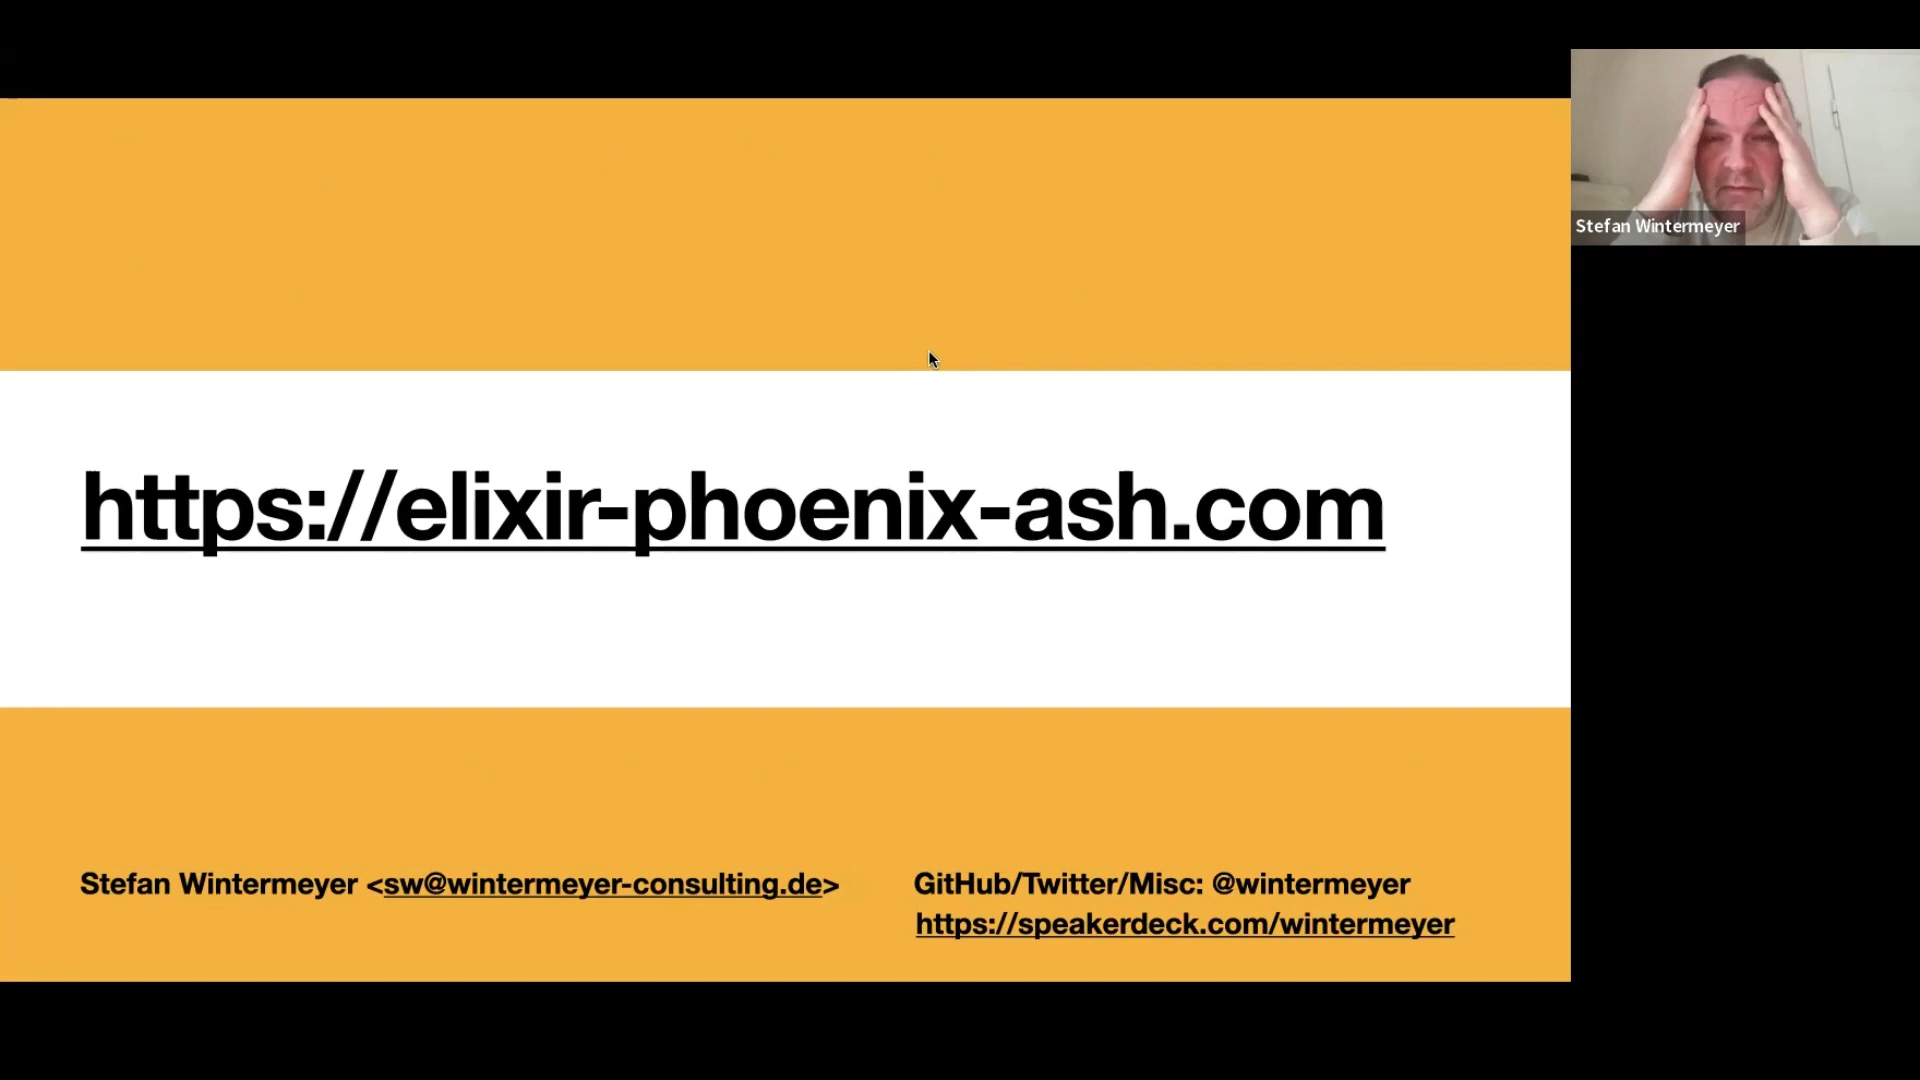 Stefan Wintermeyer
https://elixir-phoenix-ash.com
Stefan Wintermeyer <sw@wintermeyer-consulting.de>
GitHub/Twitter/Misc: @wintermeyer
https://speakerdeck.com/wintermeyer